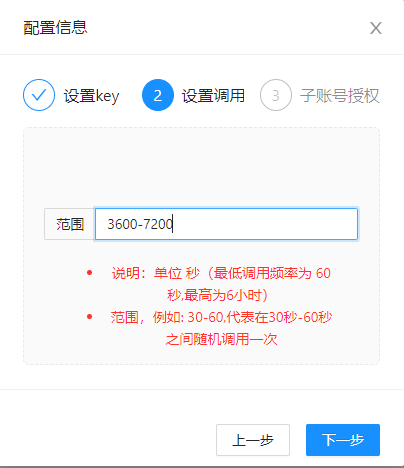 配置信息
设置key
2 设置调用
3 子账号授权
范围 3600-7200
说明：单位 秒（最低调用频率为 60
秒,最高为6小时）
范围，例如: 30-60,代表在30秒-60秒
之间随机调用一次
上一步 下一步